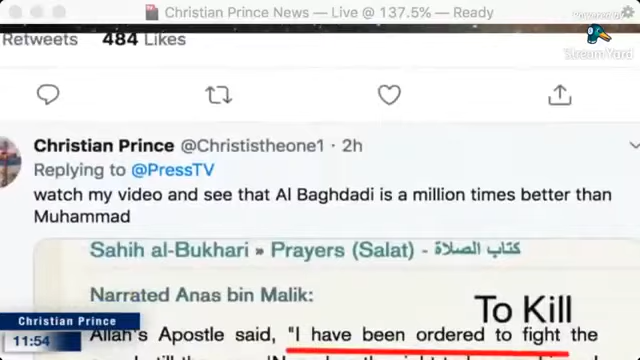 Christian Prince News — Live @ 137.5% — Ready
Powered by
StreamYard
Retweets 484 Likes
Christian Prince @Christistheone1 · 2h
Replying to @PressTV
watch my video and see that Al Baghdadi is a million times better than
Muhammad
Sahih al-Bukhari » Prayers (Salat) - كتاب الصلاة
Narrated Anas bin Malik:
To Kill
Christian Prince
11:54
Allah's Apostle said, "I have been ordered to fight the